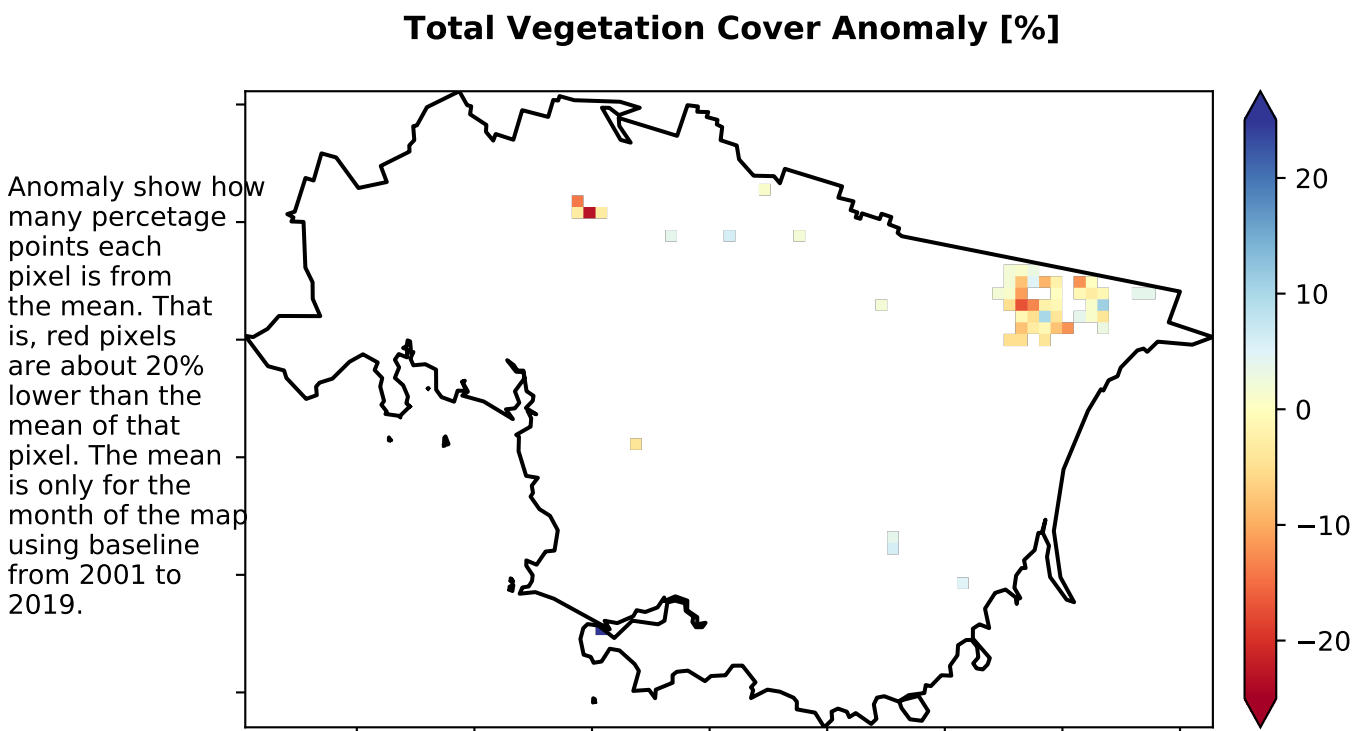 Total Vegetation Cover Anomaly [%]
Anomaly show how
many percetage
points each
pixel is from
the mean. That
is, red pixels
are about 20%
lower than the
mean of that
pixel. The mean
is only for the
month of the map
using baseline
from 2001 to
2019.
20
10
0
−10
−20